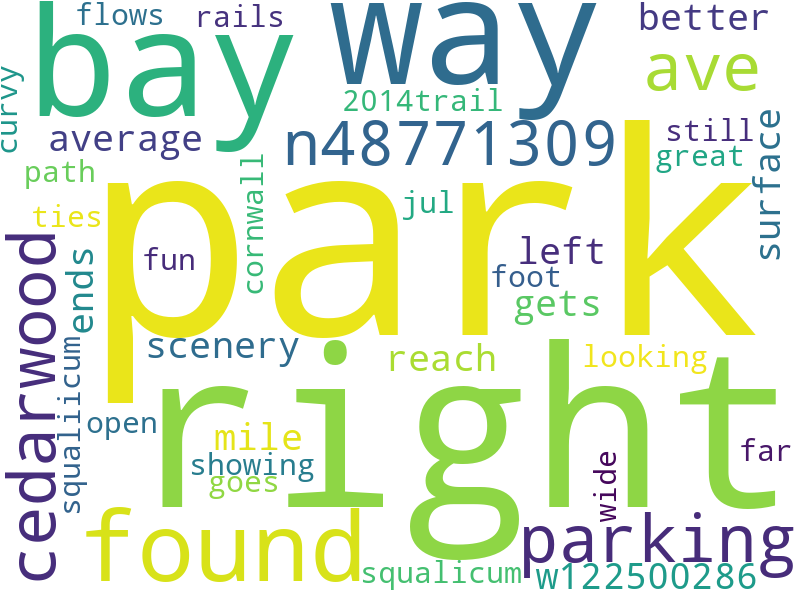 flows
rails
bay
way
better
ave
2014trail
curvy
average
n48771309
still
great
surface
path
cornwall
park
jul
ties
fun
left
foot
ends
gets
cedarwood
scenery
reach
looking
squaliicum
right
open
mile
showing
goes
far
wide
found
parking
squalicum
w122500286